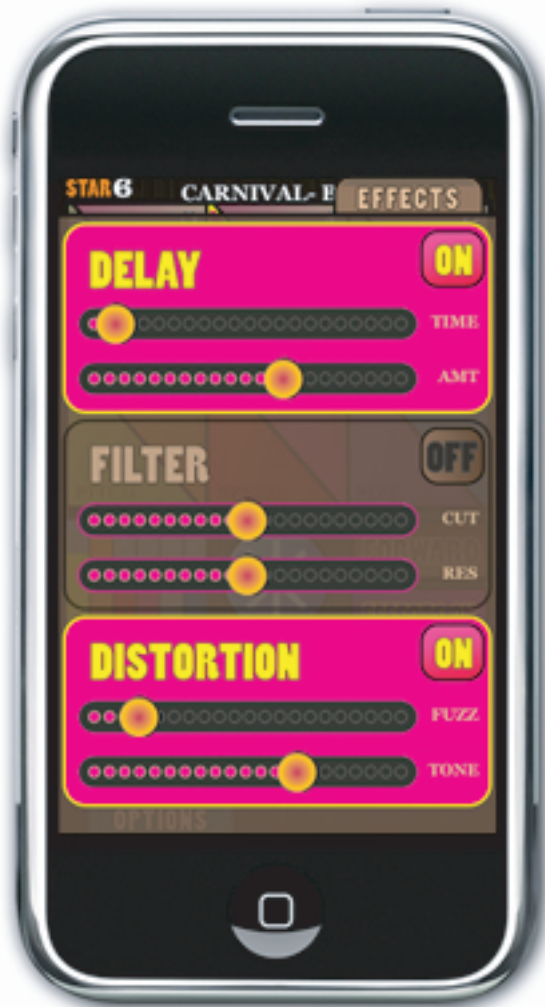 STAR6 CARNIVAL- B EFFECTS
DELAY ON
TIME
AMT
FILTER OFF
CUT
RES
DISTORTION ON
FUZZ
TONE
OPTIONS